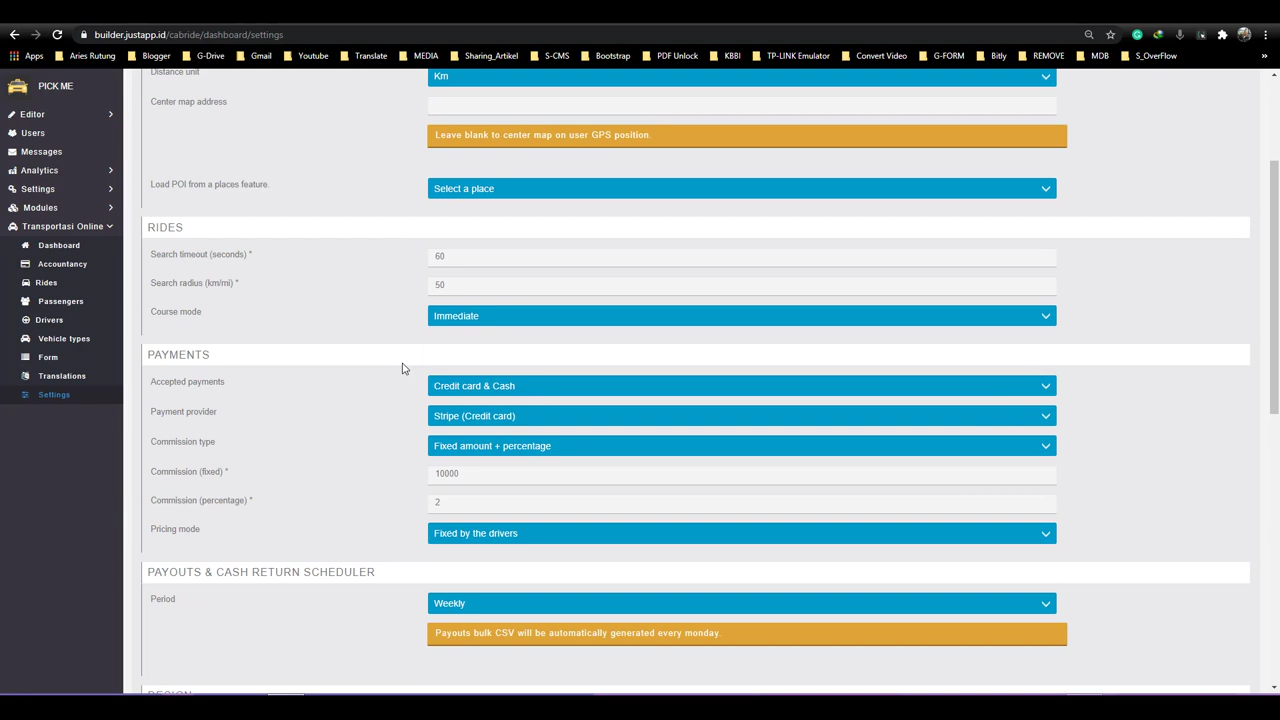 builder.justapp.id/cabride/dashboard/settings
Apps Aries Rutung Blogger G-Drive Gmail Youtube Translate MEDIA Sharing_Artikel S-CMS Bootstrap PDF Unlock KBBI TP-LINK Emulator Convert Video G-FORM Bitly REMOVE MDB S_OverFlow »
PICK ME
Editor
Users
Messages
Analytics
Settings
Modules
Transportasi Online
Dashboard
Accountancy
Rides
Passengers
Drivers
Vehicle types
Form
Translations
Settings
Distance unit Km
Center map address
Leave blank to center map on user GPS position.
Load POI from a places feature. Select a place
RIDES
Search timeout (seconds) * 60
Search radius (km/mi) * 50
Course mode Immediate
PAYMENTS
Accepted payments Credit card & Cash
Payment provider Stripe (Credit card)
Commission type Fixed amount + percentage
Commission (fixed) * 10000
Commission (percentage) * 2
Pricing mode Fixed by the drivers
PAYOUTS & CASH RETURN SCHEDULER
Period Weekly
Payouts bulk CSV will be automatically generated every monday.
DESIGN